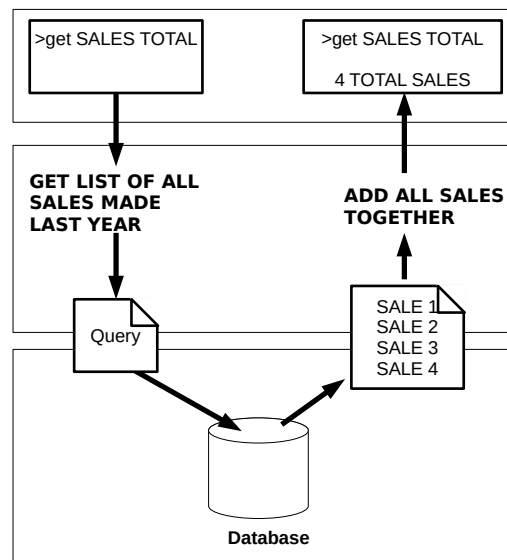 >get SALES TOTAL
>get SALES TOTAL
4 TOTAL SALES
GET LIST OF ALL
SALES MADE
LAST YEAR
ADD ALL SALES
TOGETHER
Query
SALE 1
SALE 2
SALE 3
SALE 4
Database